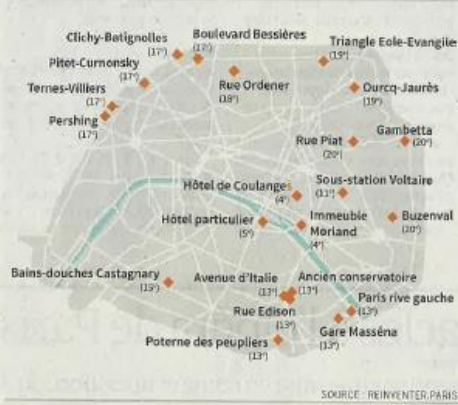 Clichy-Batignolles
(17e)
Boulevard Bessières
(17e)
Triangle Eole-Evangile
(19e)
Pitet-Curnonsky
(17e)
Rue Ordener
(18e)
Ternes-Villiers
(17e)
Ourcq-Jaurès
(19e)
Pershing
(17e)
Rue Piat
(20e)
Gambetta
(20e)
Hôtel de Coulanges
(4e)
Sous-station Voltaire
(11e)
Hôtel particulier
(5e)
Immeuble
Morland
(4e)
Buzenval
(20e)
Bains-douches Castagnary
(15e)
Avenue d'Italie
(13e)
Ancien conservatoire
(13e)
Rue Edison
(13e)
Paris rive gauche
(13e)
Gare Masséna
(13e)
Poterne des peupliers
(13e)
SOURCE : REINVENTER.PARIS